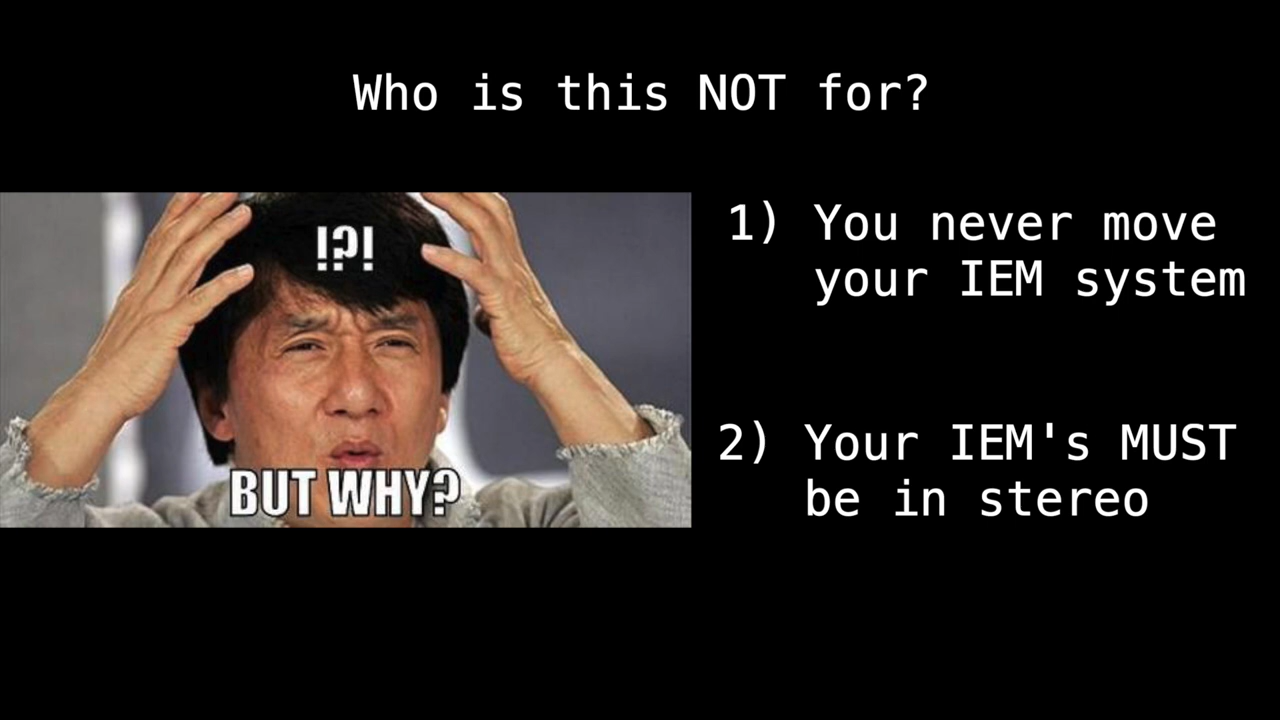 Who is this NOT for?
!?!
BUT WHY?
1) You never move
your IEM system
2) Your IEM's MUST
be in stereo